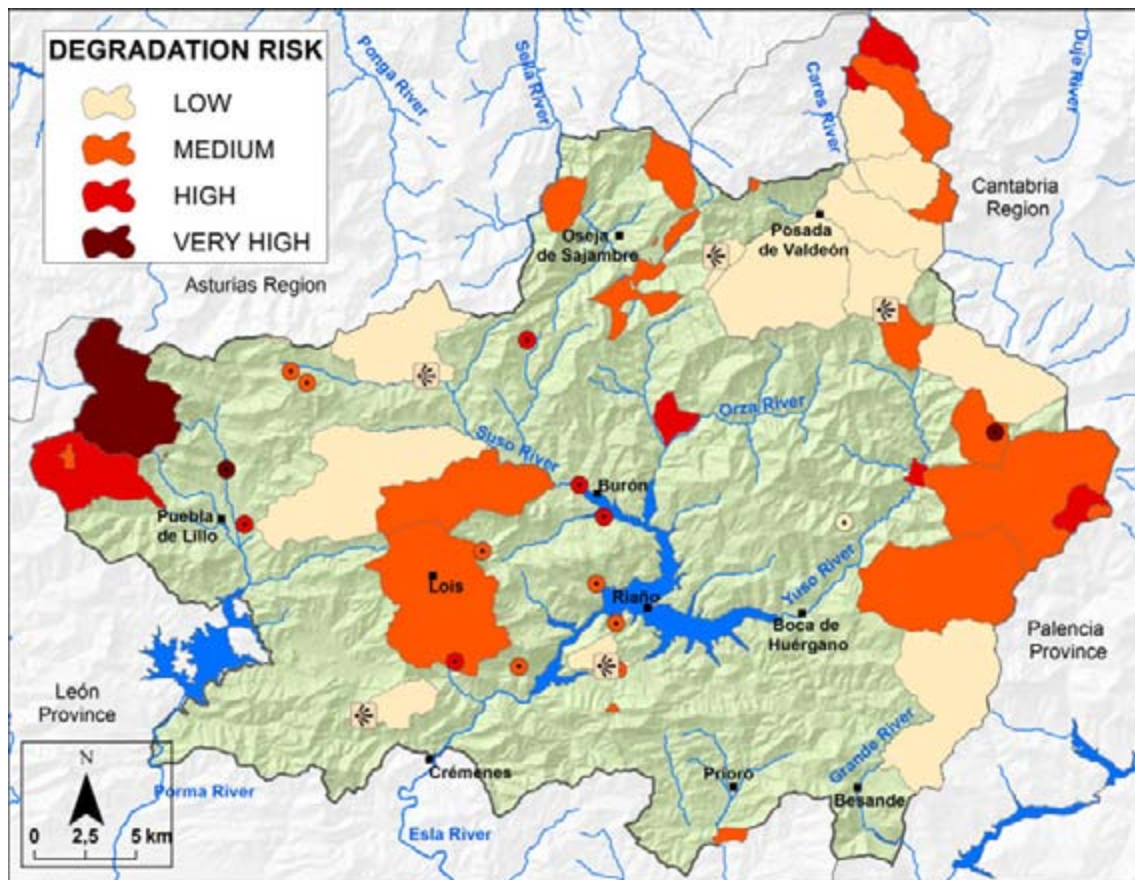 DEGRADATION RISK
LOW
MEDIUM
HIGH
VERY HIGH
Ponga River
Sella River
Cares River
Duje River
Cantabria
Region
Asturias Region
Oseja
de Sajambre
Posada
de Valdeón
Orza River
Suso River
Burón
Puebla
de Lillo
Lois
Riaño
Yuso River
Boca de
Huérgano
Palencia
Province
León
Province
Crémenes
Prioro
Grande River
Besande
Porma River
Esla River
N
0 2,5 5 km